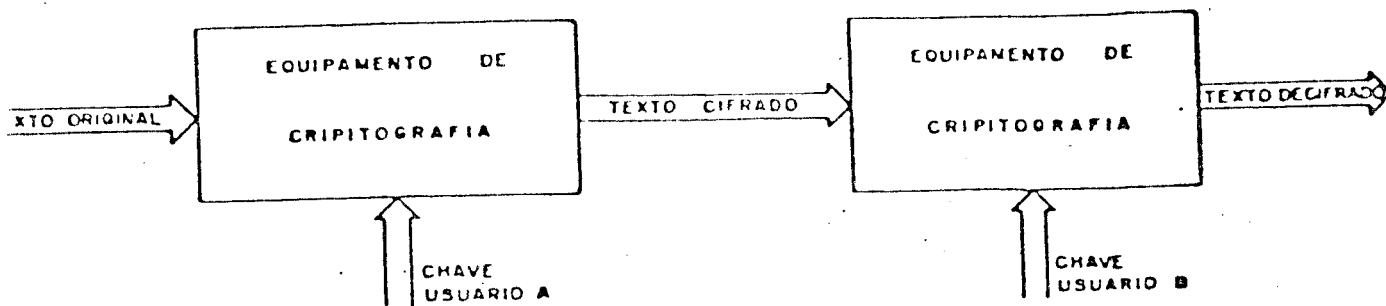 EQUIPAMENTO DE
CRIPITOGRAFIA
EQUIPAMENTO DE
CRIPITOGRAFIA
XTO ORIGINAL
TEXTO CIFRADO
TEXTO DECIFRADO
CHAVE
USUARIO A
CHAVE
USUARIO B